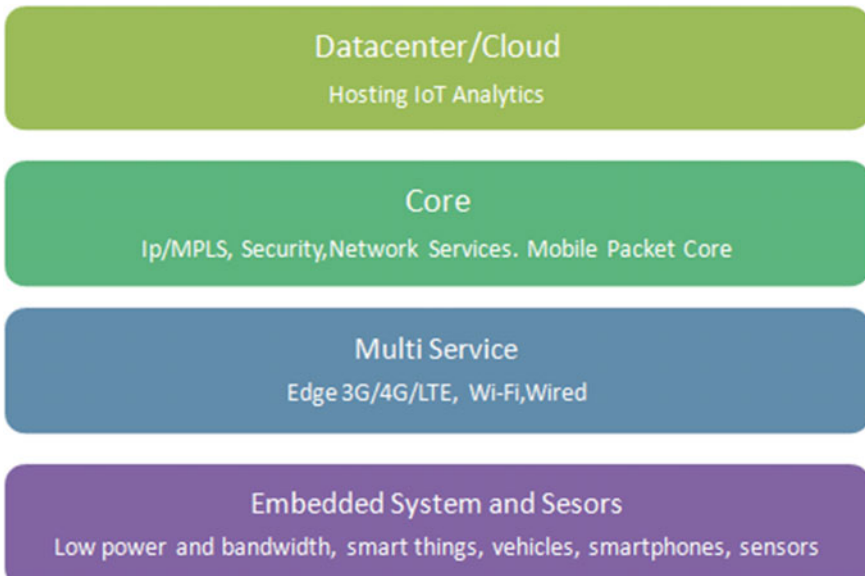 Datacenter/Cloud
Hosting IoT Analytics
Core
Ip/MPLS, Security,Network Services. Mobile Packet Core
Multi Service
Edge 3G/4G/LTE, Wi-Fi,Wired
Embedded System and Sesors
Low power and bandwidth, smart things, vehicles, smartphones, sensors